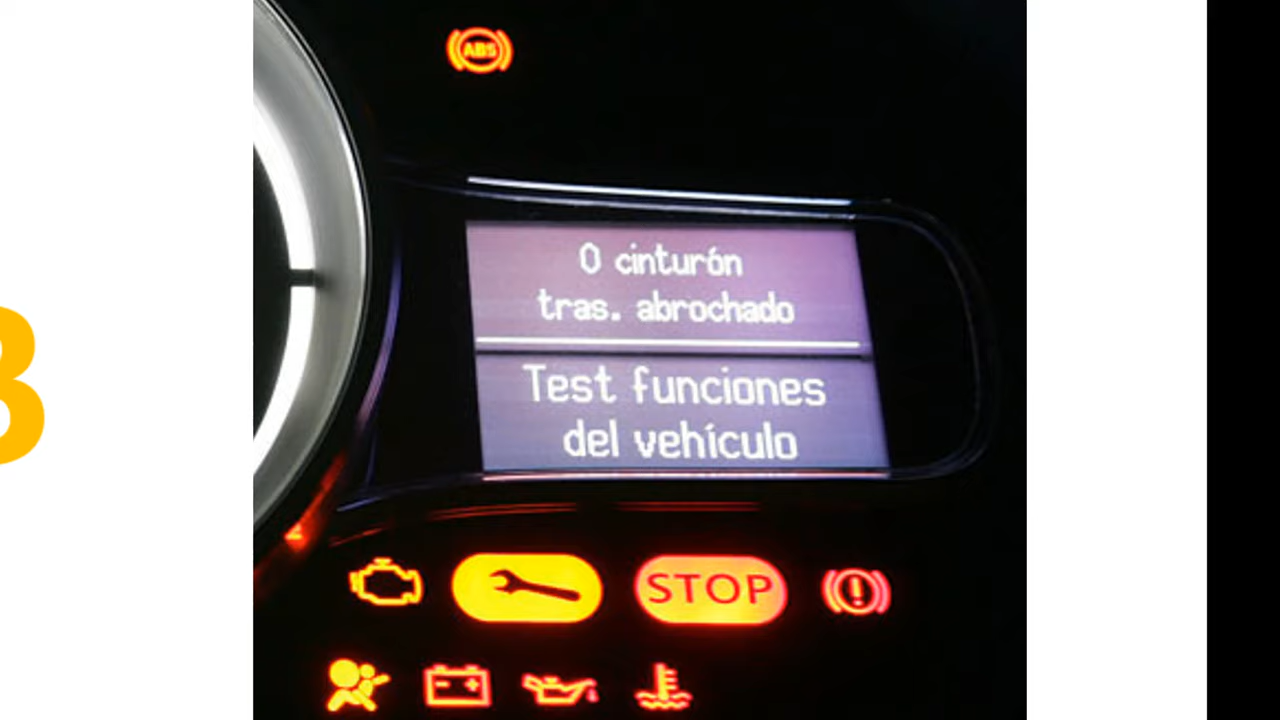 ABS
0 cinturón
tras. abrochado
Test funciones
del vehículo
STOP